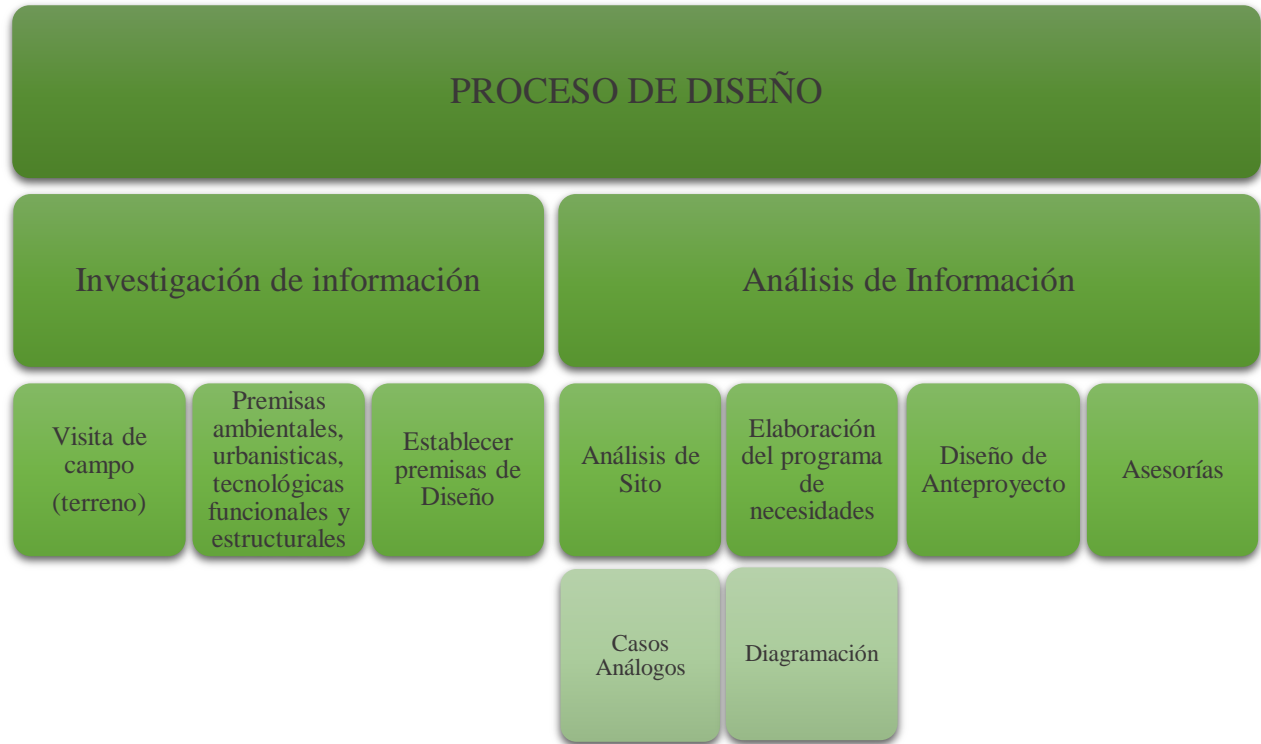 PROCESO DE DISEÑO
Investigación de información
Análisis de Información
Visita de
campo
(terreno)
Premisas
ambientales,
urbanisticas,
tecnológicas
funcionales y
estructurales
Establecer
premisas de
Diseño
Análisis de
Sito
Elaboración
del programa
de
necesidades
Diseño de
Anteproyecto
Asesorías
Casos
Análogos
Diagramación